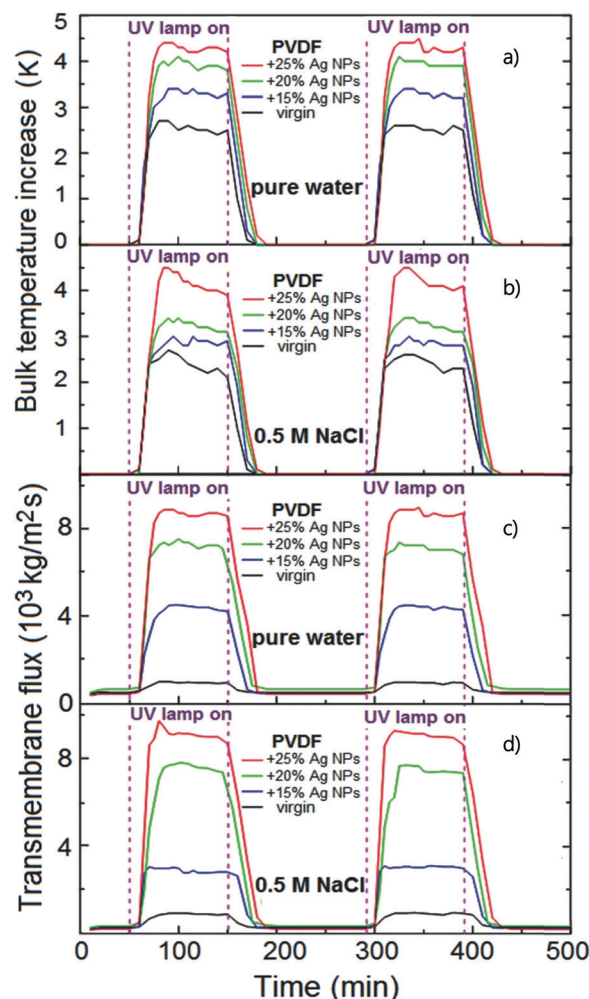 UV lamp on UV lamp on
5
PVDF a)
+25% Ag NPs
4
+20% Ag NPs
+15% Ag NPs
3
virgin
2
pure water
1
0
UV lamp on UV lamp on
PVDF b)
4
+25% Ag NPs
+20% Ag NPs
3
+15% Ag NPs
virgin
2
1
0.5 M NaCl
Bulk temperature increase (K)
UV lamp on UV lamp on
PVDF c)
8
+25% Ag NPs
+20% Ag NPs
+15% Ag NPs
virgin
4
pure water
0
UV lamp on UV lamp on
PVDF d)
+25% Ag NPs
8
+20% Ag NPs
+15% Ag NPs
virgin
4
0.5 M NaCl
Transmembrane flux (10³ kg/m²s)
0 100 200 300 400 500
Time (min)